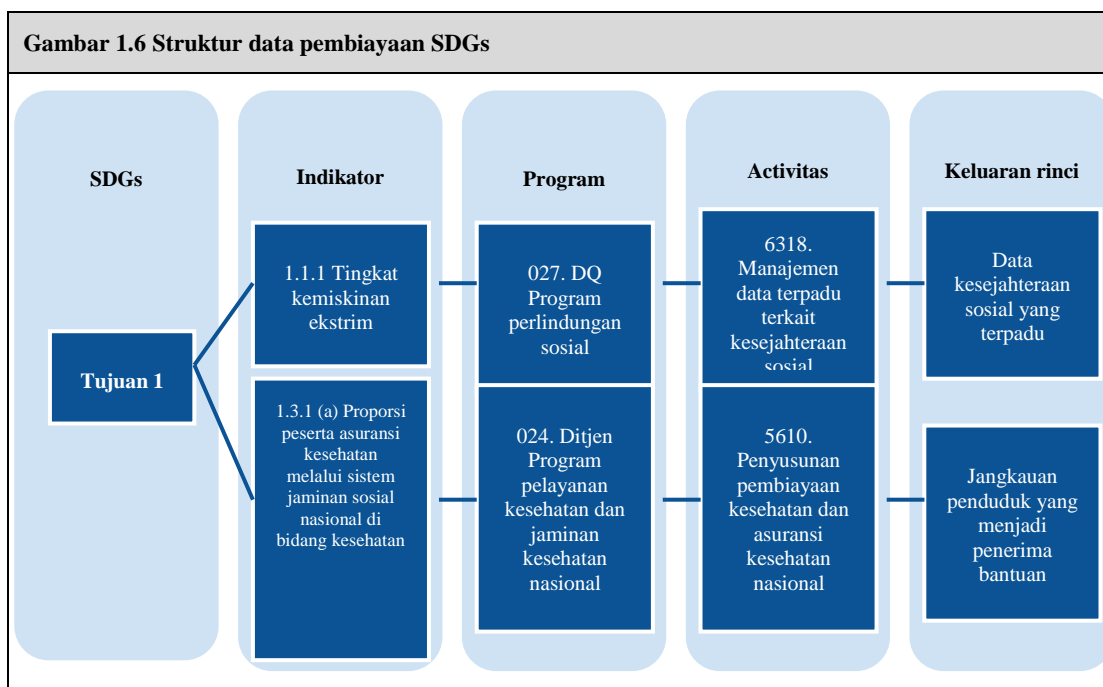 Gambar 1.6 Struktur data pembiayaan SDGs
SDGs
Indikator
Program
Activitas
Keluaran rinci
Tujuan 1
1.1.1 Tingkat
kemiskinan
ekstrim
027. DQ
Program
perlindungan
sosial
6318.
Manajemen
data terpadu
terkait
kesejahteraan
sosial
Data
kesejahteraan
sosial yang
terpadu
1.3.1 (a) Proporsi
peserta asuransi
kesehatan
melalui sistem
jaminan sosial
nasional di
bidang kesehatan
024. Ditjen
Program
pelayanan
kesehatan dan
jaminan
kesehatan
nasional
5610.
Penyusunan
pembiayaan
kesehatan dan
asuransi
kesehatan
nasional
Jangkauan
penduduk yang
menjadi
penerima
bantuan